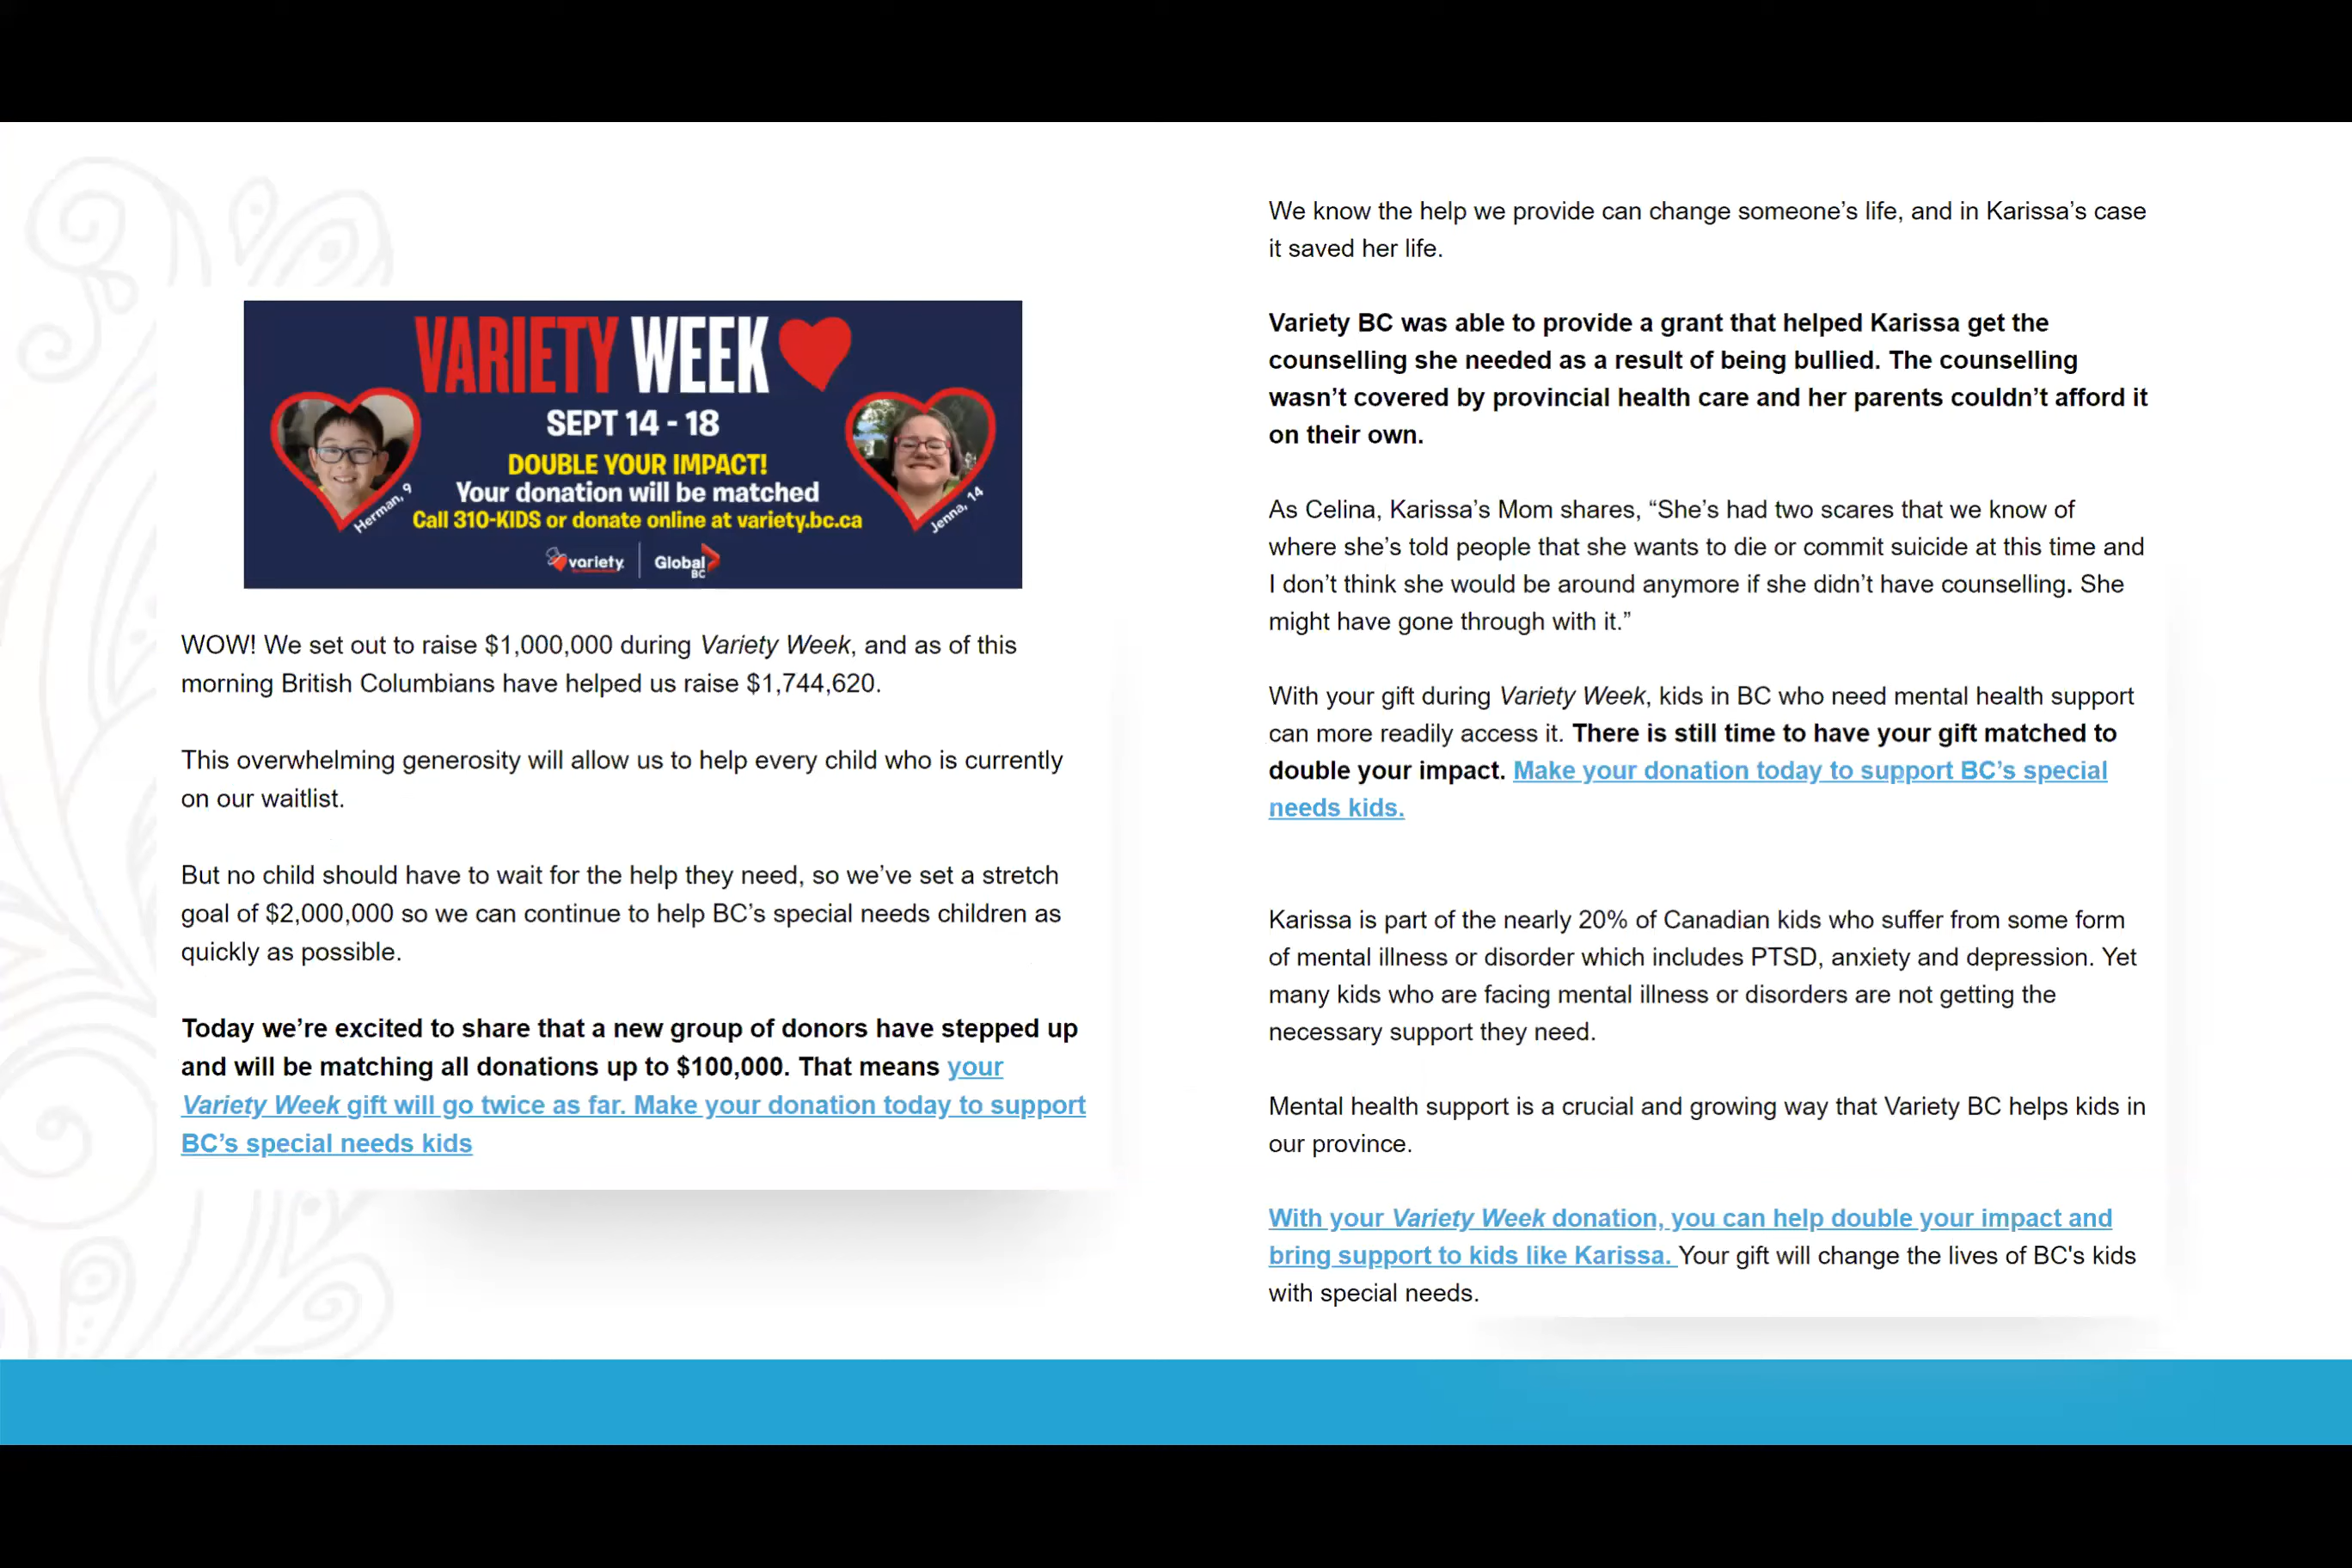 VARIETY WEEK
SEPT 14 - 18
DOUBLE YOUR IMPACT!
Your donation will be matched
Call 310-KIDS or donate online at variety.bc.ca
Herman, 9
Jenna, 14
variety
Global BC
WOW! We set out to raise $1,000,000 during Variety Week, and as of this
morning British Columbians have helped us raise $1,744,620.
This overwhelming generosity will allow us to help every child who is currently
on our waitlist.
But no child should have to wait for the help they need, so we’ve set a stretch
goal of $2,000,000 so we can continue to help BC’s special needs children as
quickly as possible.
Today we’re excited to share that a new group of donors have stepped up
and will be matching all donations up to $100,000. That means your
Variety Week gift will go twice as far. Make your donation today to support
BC’s special needs kids
We know the help we provide can change someone’s life, and in Karissa’s case
it saved her life.
Variety BC was able to provide a grant that helped Karissa get the
counselling she needed as a result of being bullied. The counselling
wasn’t covered by provincial health care and her parents couldn’t afford it
on their own.
As Celina, Karissa’s Mom shares, “She’s had two scares that we know of
where she’s told people that she wants to die or commit suicide at this time and
I don’t think she would be around anymore if she didn’t have counselling. She
might have gone through with it.”
With your gift during Variety Week, kids in BC who need mental health support
can more readily access it. There is still time to have your gift matched to
double your impact. Make your donation today to support BC’s special
needs kids.
Karissa is part of the nearly 20% of Canadian kids who suffer from some form
of mental illness or disorder which includes PTSD, anxiety and depression. Yet
many kids who are facing mental illness or disorders are not getting the
necessary support they need.
Mental health support is a crucial and growing way that Variety BC helps kids in
our province.
With your Variety Week donation, you can help double your impact and
bring support to kids like Karissa. Your gift will change the lives of BC's kids
with special needs.